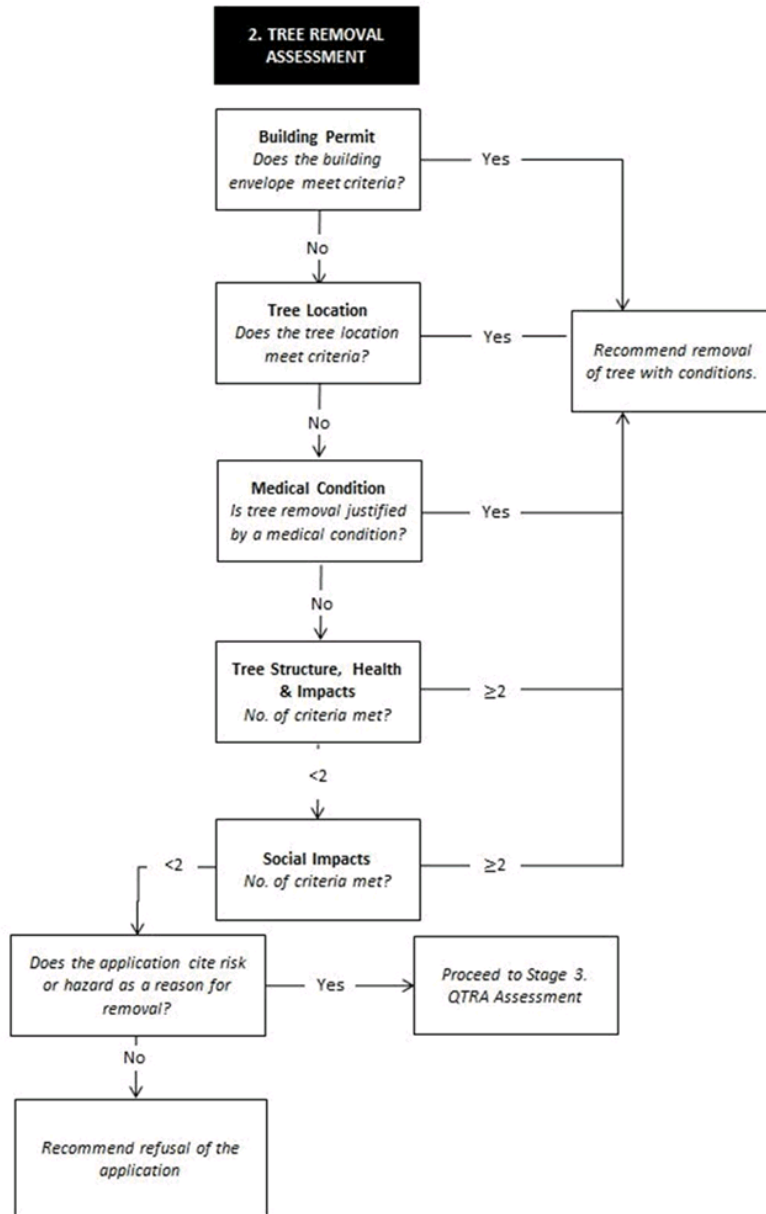 2. TREE REMOVAL
ASSESSMENT
Building Permit
Does the building
envelope meet criteria?
Yes
No
Tree Location
Does the tree location
meet criteria?
Yes
Recommend removal
of tree with conditions.
No
Medical Condition
Is tree removal justified
by a medical condition?
Yes
No
Tree Structure, Health
& Impacts
No. of criteria met?
≥2
<2
Social Impacts
No. of criteria met?
<2
≥2
Does the application cite risk
or hazard as a reason for
removal?
Yes
Proceed to Stage 3.
QTRA Assessment
No
Recommend refusal of the
application